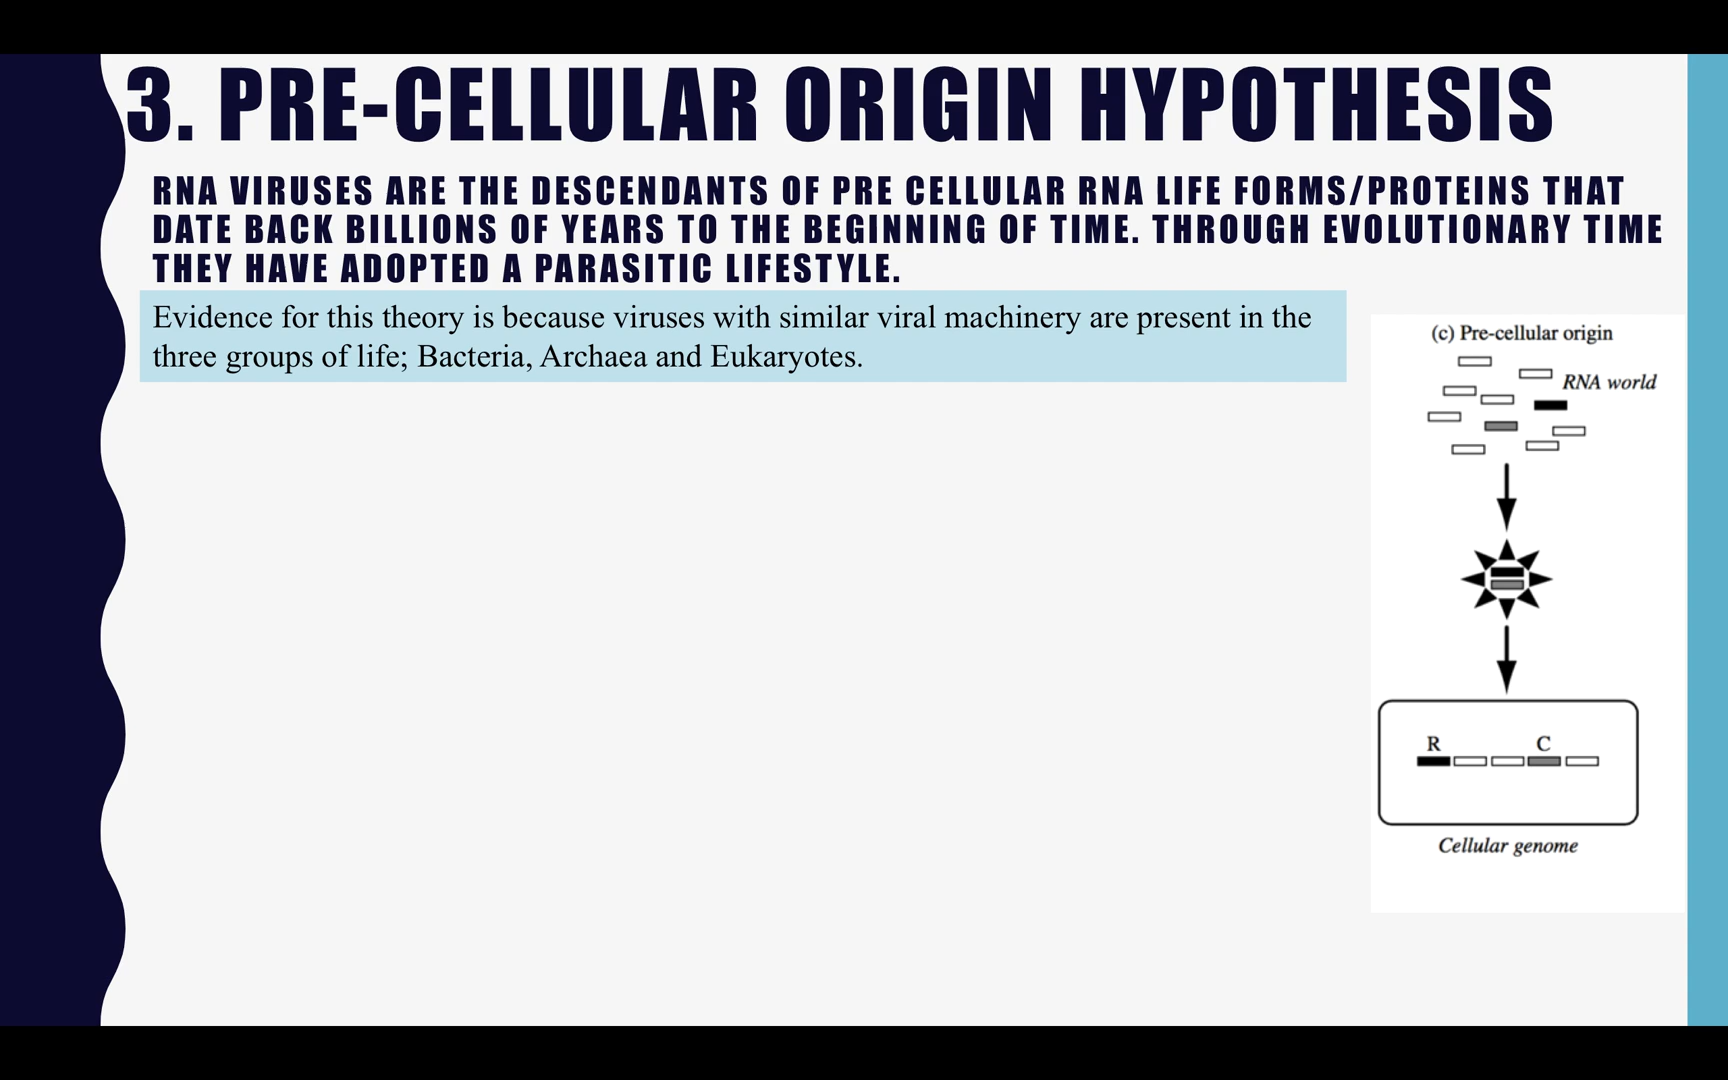 3. PRE-CELLULAR ORIGIN HYPOTHESIS
RNA VIRUSES ARE THE DESCENDANTS OF PRE CELLULAR RNA LIFE FORMS/PROTEINS THAT
DATE BACK BILLIONS OF YEARS TO THE BEGINNING OF TIME. THROUGH EVOLUTIONARY TIME
THEY HAVE ADOPTED A PARASITIC LIFESTYLE.
Evidence for this theory is because viruses with similar viral machinery are present in the
three groups of life; Bacteria, Archaea and Eukaryotes.
(c) Pre-cellular origin
RNA world
R C
Cellular genome